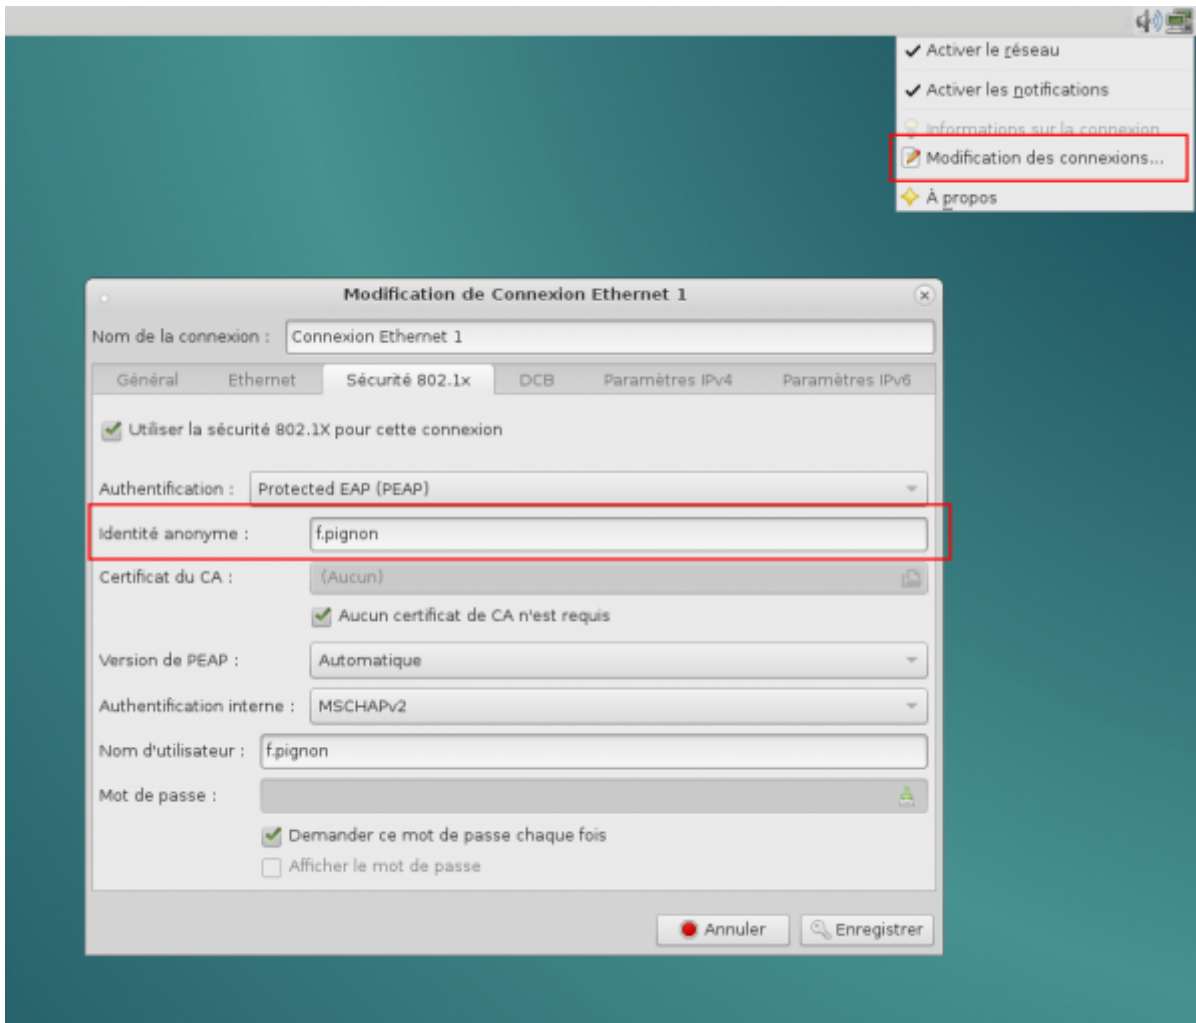 Activer le réseau
Activer les notifications
Informations sur la connexion
Modification des connexions...
À propos
Modification de Connexion Ethernet 1
Nom de la connexion : Connexion Ethernet 1
Général Ethernet Sécurité 802.1x DCB Paramètres IPv4 Paramètres IPv6
Utiliser la sécurité 802.1X pour cette connexion
Authentification : Protected EAP (PEAP)
Identité anonyme : f.pignon
Certificat du CA : (Aucun)
Aucun certificat de CA n'est requis
Version de PEAP : Automatique
Authentification interne : MSCHAPv2
Nom d'utilisateur : f.pignon
Mot de passe :
Demander ce mot de passe chaque fois
Afficher le mot de passe
Annuler Enregistrer